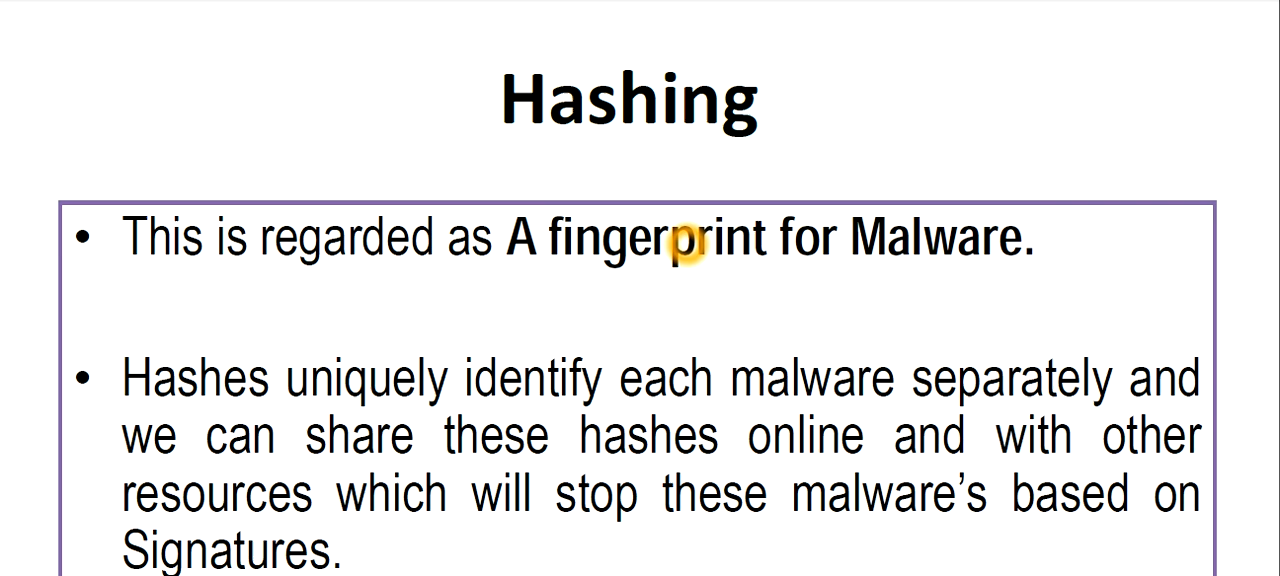 Hashing
• This is regarded as A fingerprint for Malware.
• Hashes uniquely identify each malware separately and
we can share these hashes online and with other
resources which will stop these malware’s based on
Signatures.